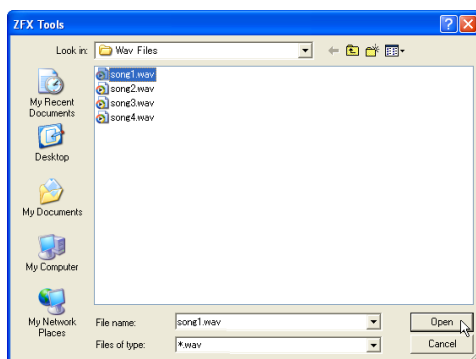 ZFX Tools
Look in:
Wav Files
song1.wav
song2.wav
song3.wav
song4.wav
My Recent
Documents
Desktop
My Documents
My Computer
My Network
Places
File name:
song1.wav
Open
Files of type:
*.wav
Cancel